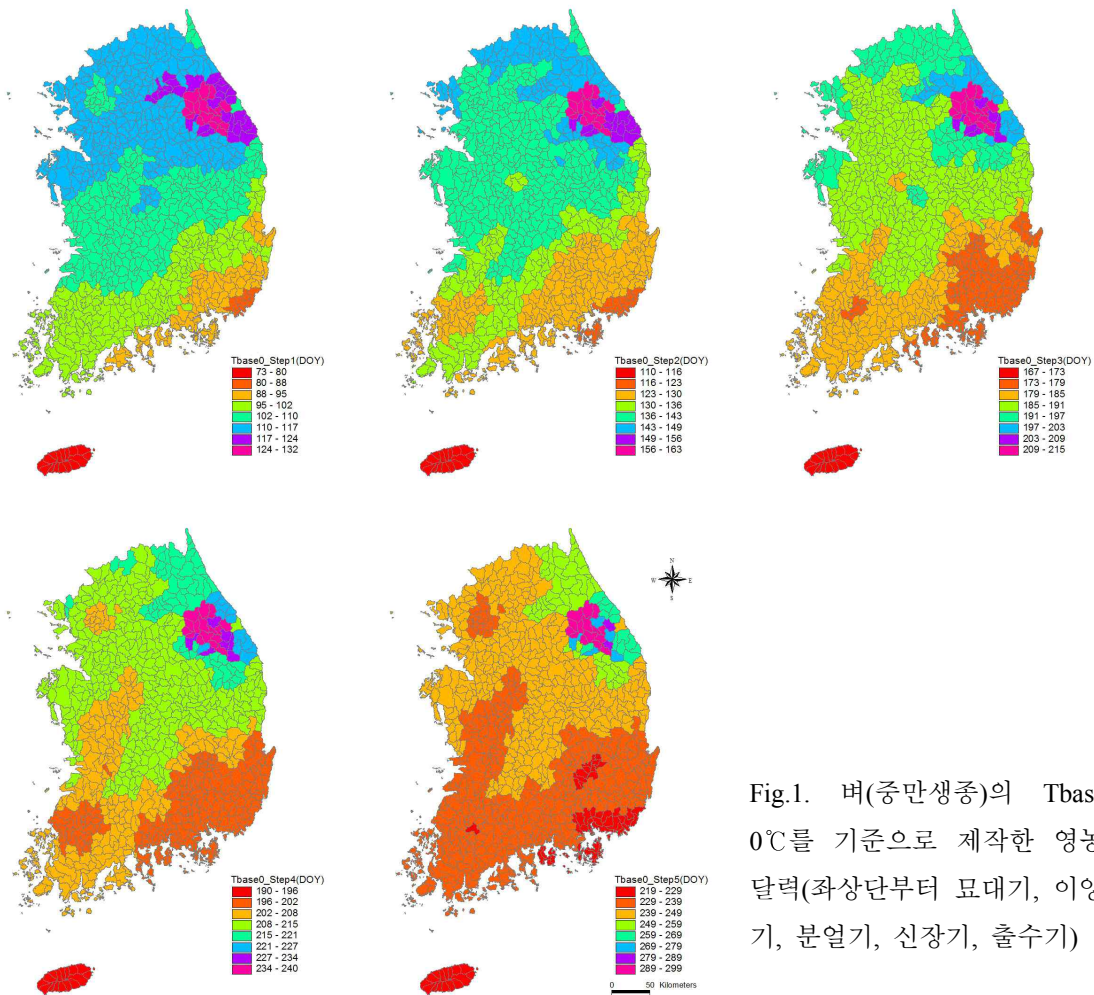 Tbase0_Step1(DOY)
73 - 80
80 - 88
88 - 95
95 - 102
102 - 110
110 - 117
117 - 124
124 - 132
Tbase0_Step2(DOY)
110 - 116
116 - 123
123 - 130
130 - 136
136 - 143
143 - 149
149 - 156
156 - 163
Tbase0_Step3(DOY)
167 - 173
173 - 179
179 - 185
185 - 191
191 - 197
197 - 203
203 - 209
209 - 215
Tbase0_Step4(DOY)
190 - 196
196 - 202
202 - 208
208 - 215
215 - 221
221 - 227
227 - 234
234 - 240
N
W E
S
Tbase0_Step5(DOY)
219 - 229
229 - 239
239 - 249
249 - 259
259 - 269
269 - 279
279 - 289
289 - 299
0 50 Kilometers
Fig.1. 벼(중만생종)의 Tbas
0℃를 기준으로 제작한 영농
달력(좌상단부터 묘대기, 이앙
기, 분얼기, 신장기, 출수기)